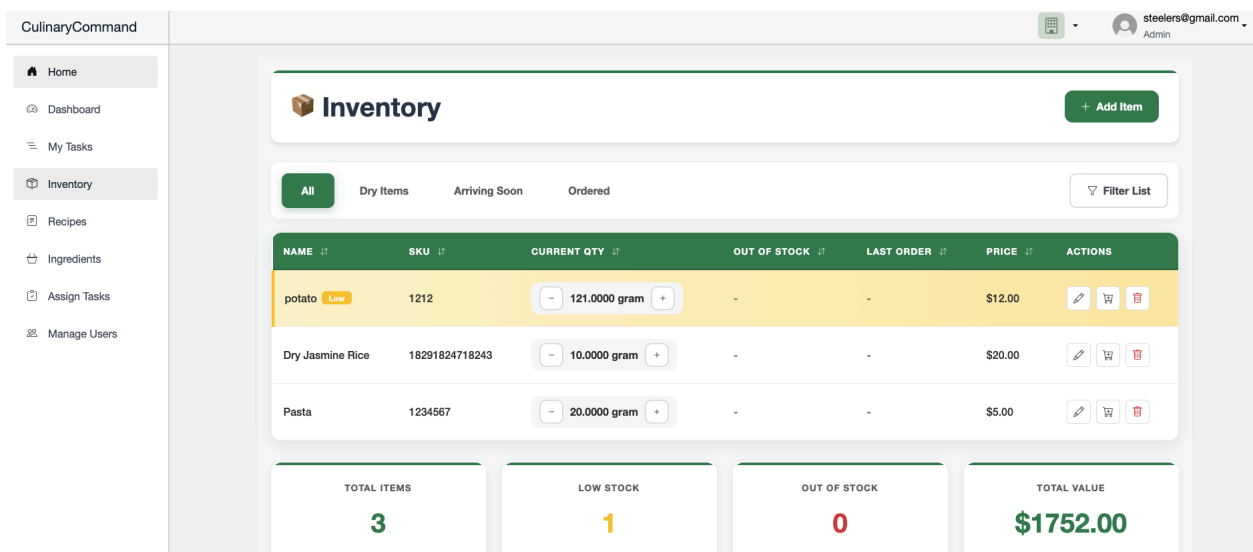 CulinaryCommand
steelers@gmail.com
Admin
Home
Dashboard
My Tasks
Inventory
Recipes
Ingredients
Assign Tasks
Manage Users
Inventory
+ Add Item
All Dry Items Arriving Soon Ordered Filter List
NAME SKU CURRENT QTY OUT OF STOCK LAST ORDER PRICE ACTIONS
potato Low 1212 − 121.0000 gram + - - $12.00
Dry Jasmine Rice 18291824718243 − 10.0000 gram + - - $20.00
Pasta 1234567 − 20.0000 gram + - - $5.00
TOTAL ITEMS LOW STOCK OUT OF STOCK TOTAL VALUE
3 1 0 $1752.00